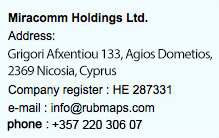 Miracomm Holdings Ltd.
Address:
Grigori Afxentiou 133, Agios Dometios,
2369 Nicosia, Cyprus
Company register : HE 287331
e-mail : info@rubmaps.com
phone : +357 220 306 07